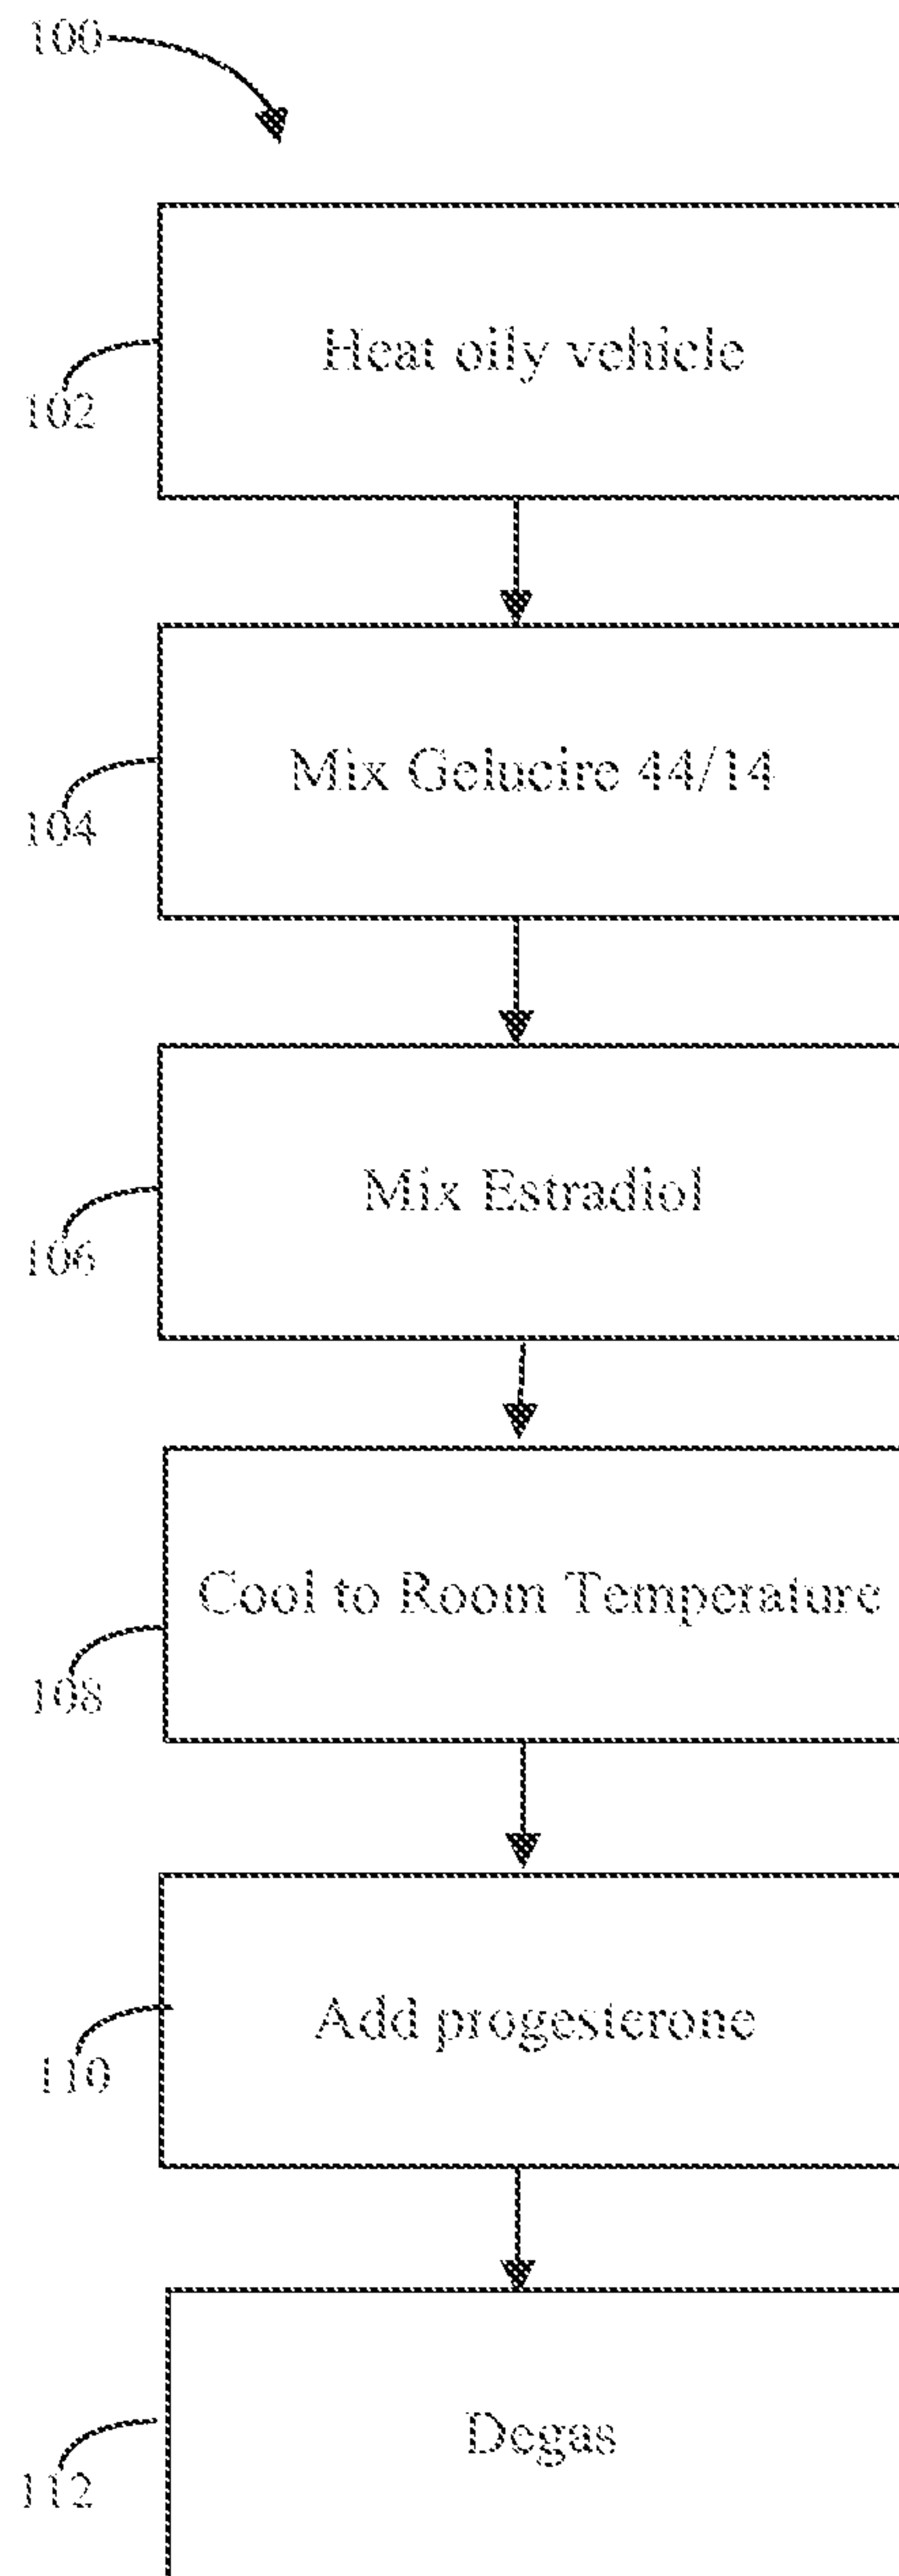 100
Heat oily vehicle
102
Mix Gelucire 44/14
104
Mix Estradiol
106
Cool to Room Temperature
108
Add progesterone
110
Degas
112